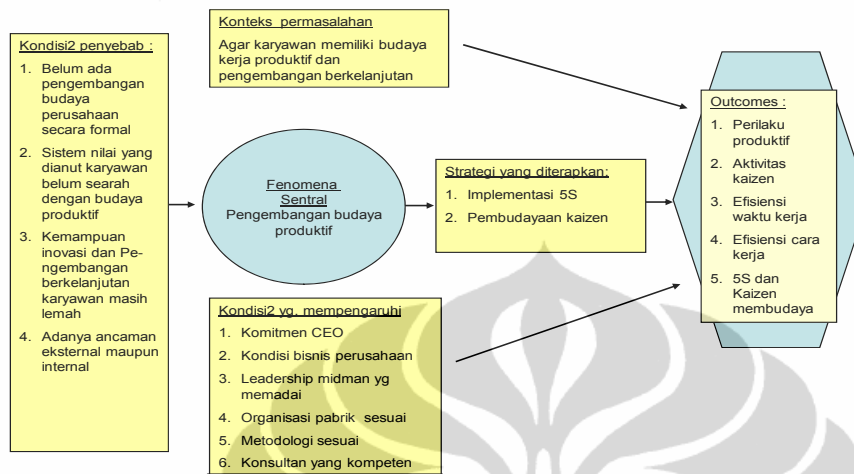 Konteks permasalahan
Agar karyawan memiliki budaya
kerja produktif dan
pengembangan berkelanjutan
Kondisi2 penyebab :
1. Belum ada
pengembangan
budaya
perusahaan
secara formal
2. Sistem nilai yang
dianut karyawan
belum searah
dengan budaya
produktif
3. Kemampuan
inovasi dan Pe-
ngembangan
berkelanjutan
karyawan masih
lemah
4. Adanya ancaman
eksternal maupun
internal
Fenomena
Sentral
Pengembangan budaya
produktif
Strategi yang diterapkan:
1. Implementasi 5S
2. Pembudayaan kaizen
Kondisi2 yg. mempengaruhi
1. Komitmen CEO
2. Kondisi bisnis perusahaan
3. Leadership midman yg
memadai
4. Organisasi pabrik sesuai
5. Metodologi sesuai
6. Konsultan yang kompeten
Outcomes :
1. Perilaku
produktif
2. Aktivitas
kaizen
3. Efisiensi
waktu kerja
4. Efisiensi cara
kerja
5. 5S dan
Kaizen
membudaya